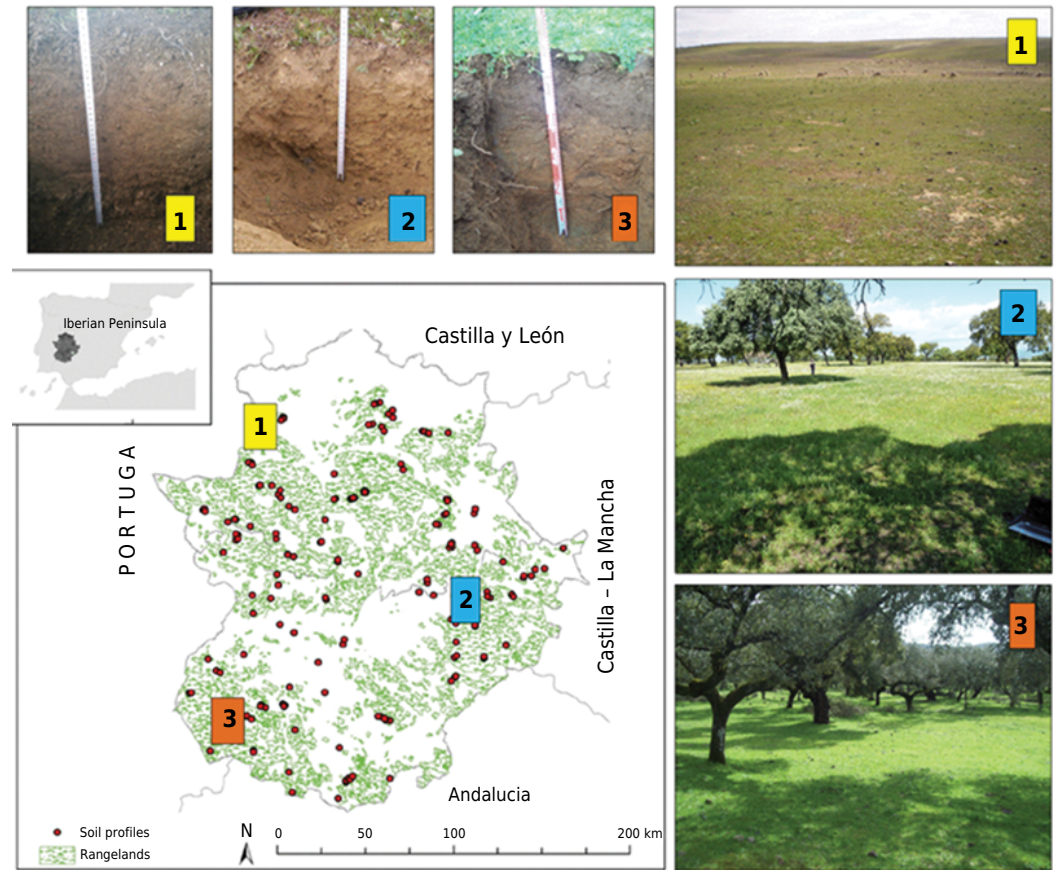 1
2
3
1
2
3
Iberian Peninsula
Castilla y León
PORTUGA
Castilla – La Mancha
Andalucia
1
2
3
Soil profiles
Rangelands
N
0 50 100 200 km